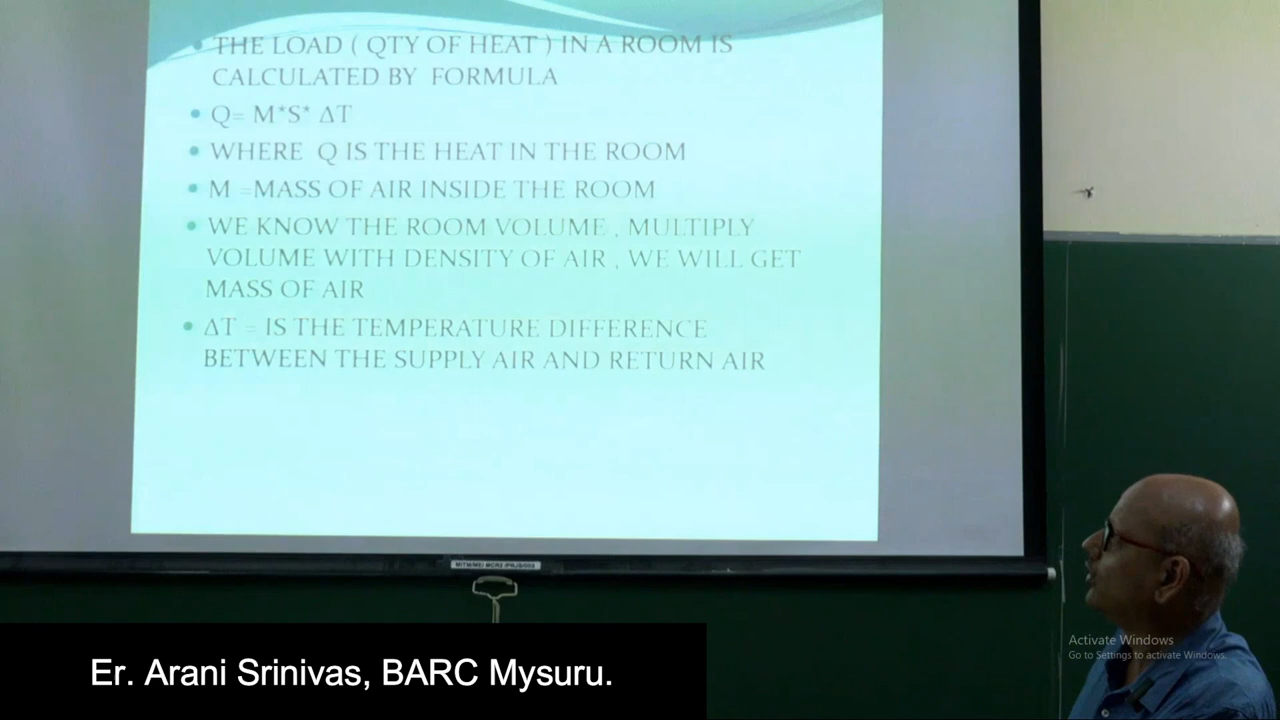 • THE LOAD ( QTY OF HEAT ) IN A ROOM IS
CALCULATED BY FORMULA
• Q= M*S* ΔT
• WHERE Q IS THE HEAT IN THE ROOM
• M =MASS OF AIR INSIDE THE ROOM
• WE KNOW THE ROOM VOLUME , MULTIPLY
VOLUME WITH DENSITY OF AIR , WE WILL GET
MASS OF AIR
• ΔT = IS THE TEMPERATURE DIFFERENCE
BETWEEN THE SUPPLY AIR AND RETURN AIR
Activate Windows
Go to Settings to activate Windows.
Er. Arani Srinivas, BARC Mysuru.